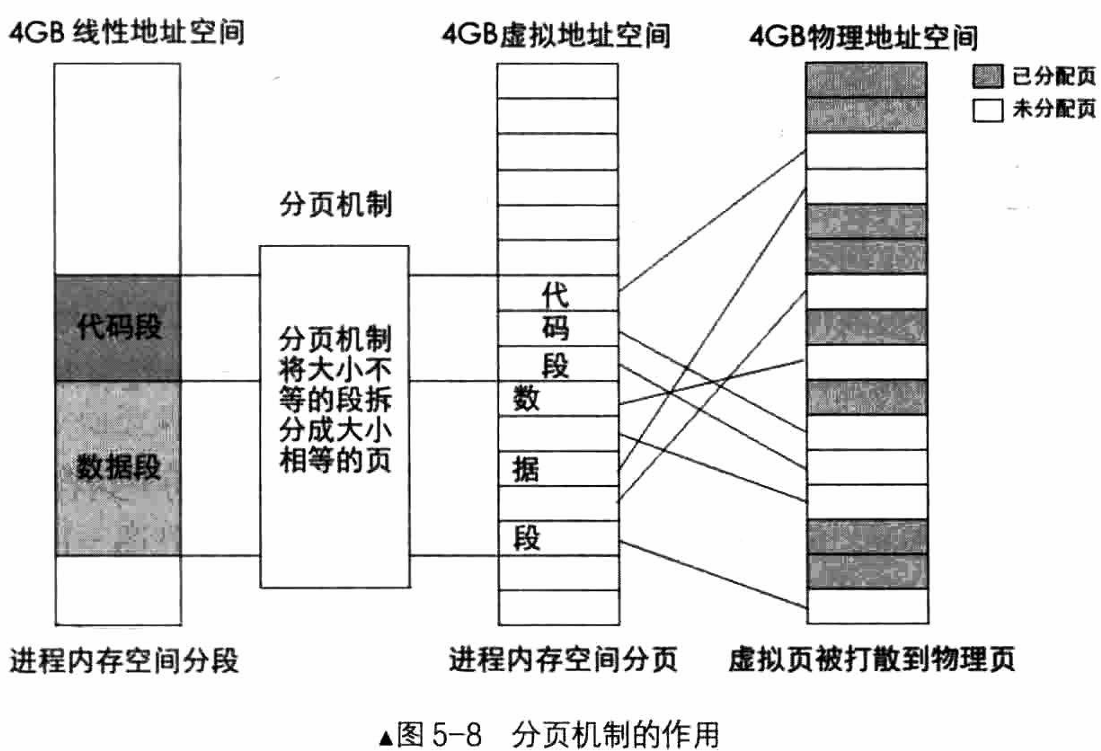 4GB 线性地址空间
4GB虚拟地址空间
4GB物理地址空间
已分配页
未分配页
分页机制
代码段
数据段
分页机制
将大小不
等的段拆
分成大小
相等的页
代
码
段
数
据
段
进程内存空间分段
进程内存空间分页
虚拟页被打散到物理页
▲图 5-8 分页机制的作用